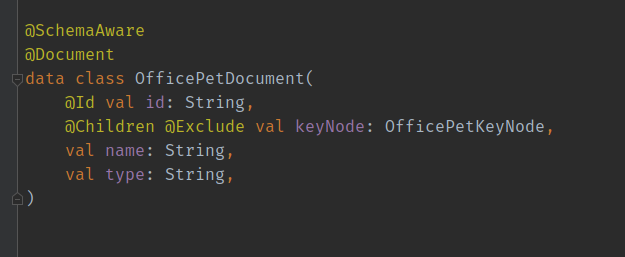 @SchemaAware
@Document
data class OfficePetDocument(
    @Id val id: String,
    @Children @Exclude val keyNode: OfficePetKeyNode,
    val name: String,
    val type: String,
)